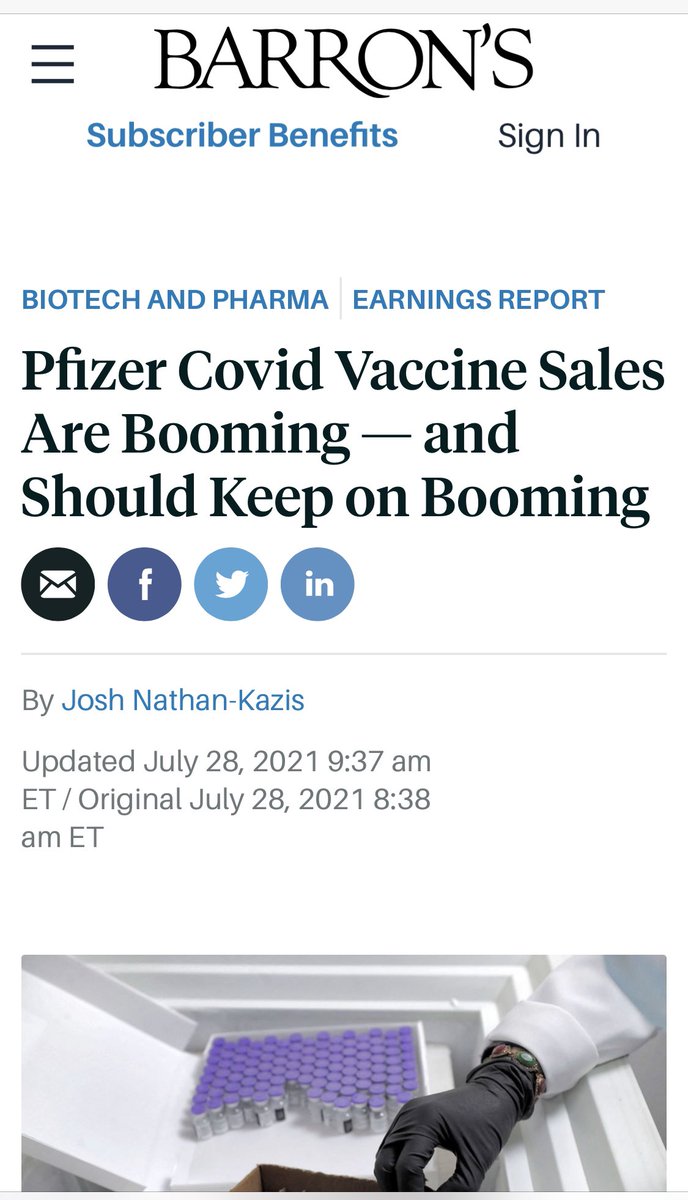 BARRON'S
Subscriber Benefits Sign In
BIOTECH AND PHARMA EARNINGS REPORT
Pfizer Covid Vaccine Sales
Are Booming — and
Should Keep on Booming
f in
By Josh Nathan-Kazis
Updated July 28, 2021 9:37 am
ET / Original July 28, 2021 8:38
am ET